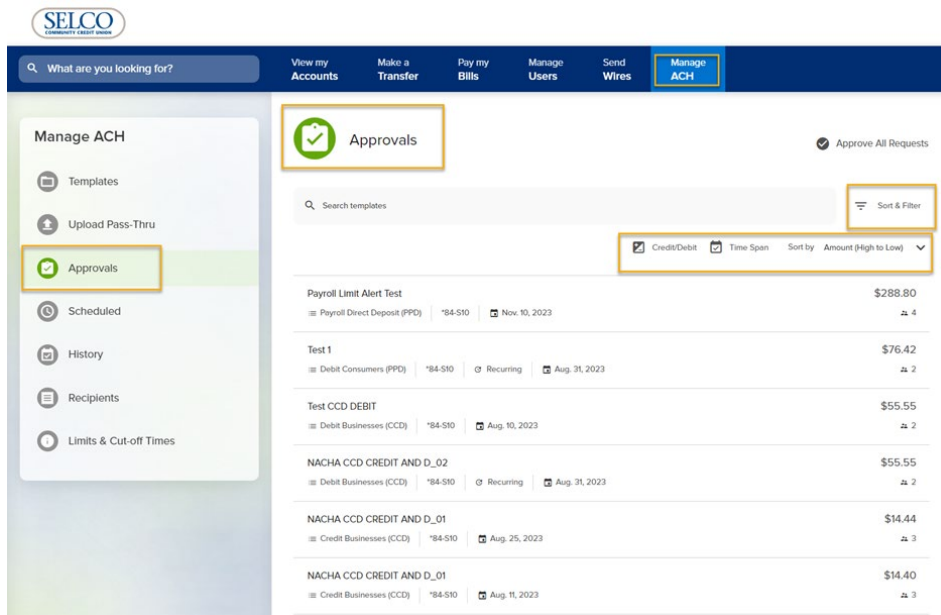 SELCO
COMMUNITY CREDIT UNION
What are you looking for?
View my Accounts
Make a Transfer
Pay my Bills
Manage Users
Send Wires
Manage ACH
Manage ACH
Templates
Upload Pass-Thru
Approvals
Scheduled
History
Recipients
Limits & Cut-off Times
Approvals
Approve All Requests
Search templates
Sort & Filter
Credit/Debit Time Span Sort by Amount (High to Low)
Payroll Limit Alert Test $288.80
Payroll Direct Deposit (PPD) *84-S10 Nov. 10, 2023 4
Test 1 $76.42
Debit Consumers (PPD) *84-S10 Recurring Aug. 31, 2023 2
Test CCD DEBIT $55.55
Debit Businesses (CCD) *84-S10 Aug. 10, 2023 2
NACHA CCD CREDIT AND D_02 $55.55
Debit Businesses (CCD) *84-S10 Recurring Aug. 31, 2023 2
NACHA CCD CREDIT AND D_01 $14.44
Credit Businesses (CCD) *84-S10 Aug. 25, 2023 3
NACHA CCD CREDIT AND D_01 $14.40
Credit Businesses (CCD) *84-S10 Aug. 11, 2023 3